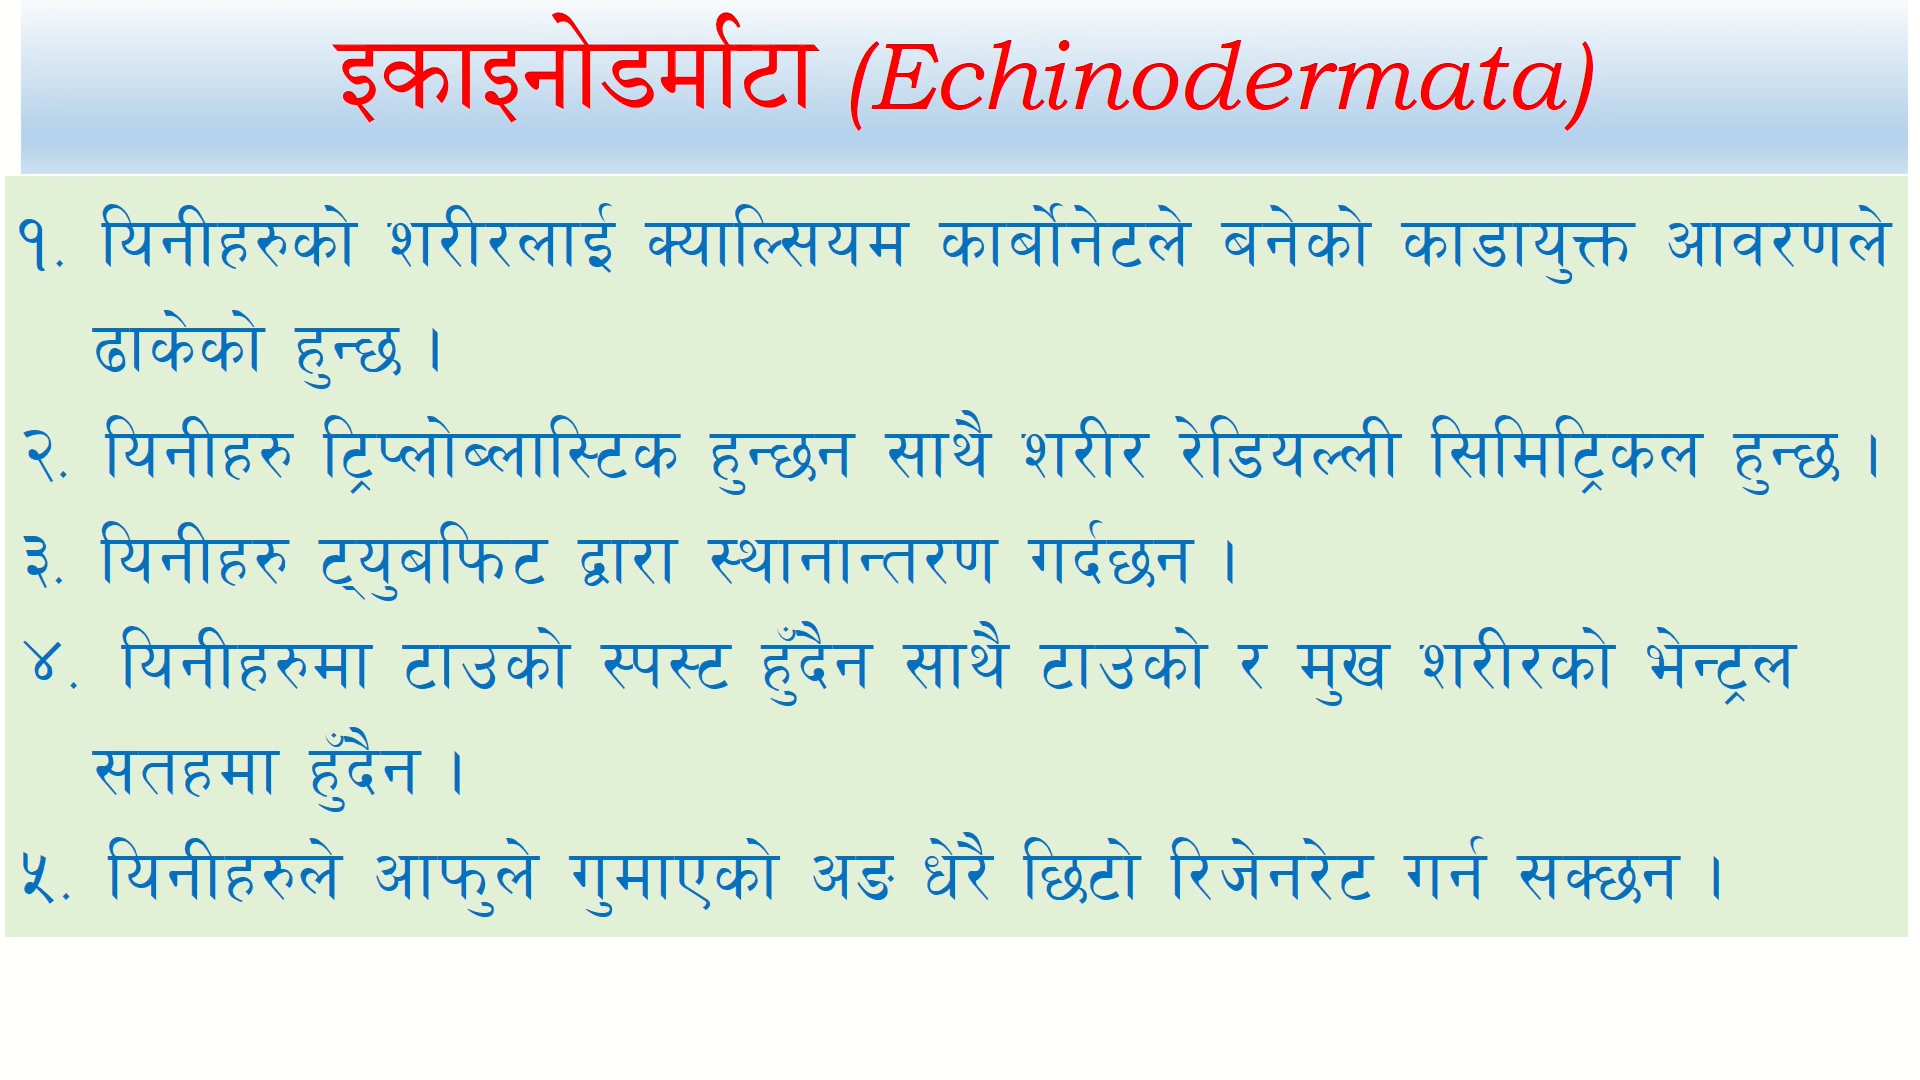 इकाइनोडर्माटा (Echinodermata)
१. यिनीहरुको शरीरलाई क्याल्सियम कार्बोनेटले बनेको काडायुक्त आवरणले
ढाकेको हुन्छ ।
२. यिनीहरु ट्रिप्लोब्लास्टिक हुन्छन साथै शरीर रेडियल्ली सिमिट्रिकल हुन्छ ।
३. यिनीहरु ट्युबफिट द्वारा स्थानान्तरण गर्दछन ।
४. यिनीहरुमा टाउको स्पस्ट हुँदैन साथै टाउको र मुख शरीरको भेन्ट्रल
सतहमा हुँदैन ।
५. यिनीहरुले आफुले गुमाएको अङ धेरै छिटो रिजेनरेट गर्न सक्छन ।